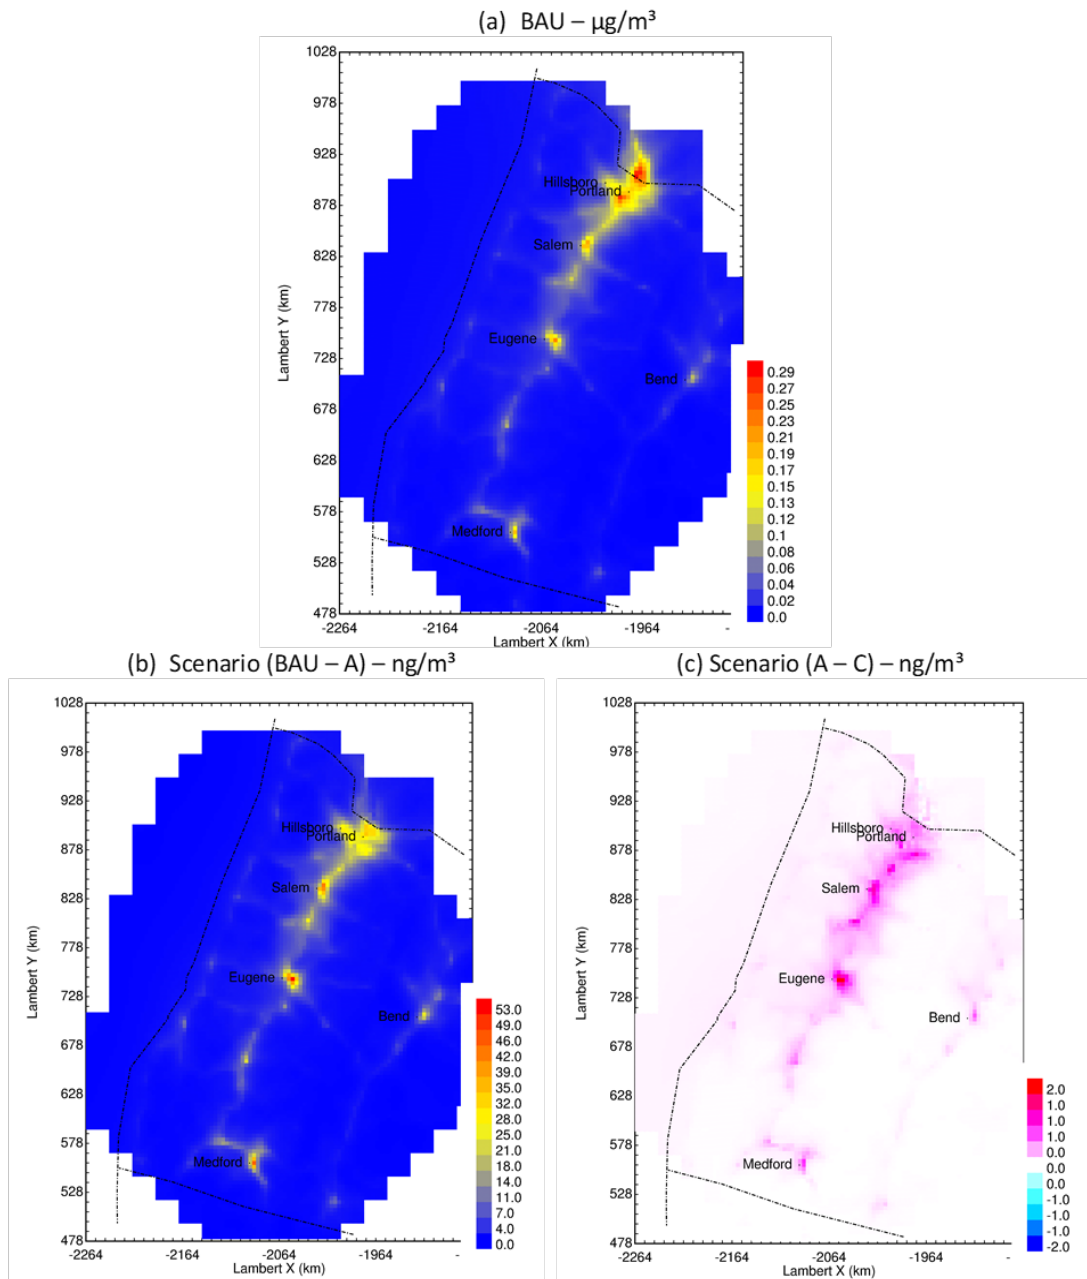 (a) BAU – µg/m³
1028
978
928
878
828
778
728
678
628
578
528
478
Lambert Y (km)
Hillsboro
Portland
Salem
Eugene
Bend
Medford
0.29
0.27
0.25
0.23
0.21
0.19
0.17
0.15
0.13
0.12
0.1
0.08
0.06
0.04
0.02
0.0
-2264 -2164 -2064 -1964 -
Lambert X (km)
(b) Scenario (BAU – A) – ng/m³
1028
978
928
878
828
778
728
678
628
578
528
478
Lambert Y (km)
Hillsboro
Portland
Salem
Eugene
Bend
Medford
53.0
49.0
46.0
42.0
39.0
35.0
32.0
28.0
25.0
21.0
18.0
14.0
11.0
7.0
4.0
0.0
-2264 -2164 -2064 -1964 -
Lambert X (km)
(c) Scenario (A – C) – ng/m³
1028
978
928
878
828
778
728
678
628
578
528
478
Lambert Y (km)
Hillsboro
Portland
Salem
Eugene
Bend
Medford
2.0
1.0
1.0
0.0
0.0
-1.0
-1.0
-2.0
-2264 -2164 -2064 -1964 -
Lambert X (km)